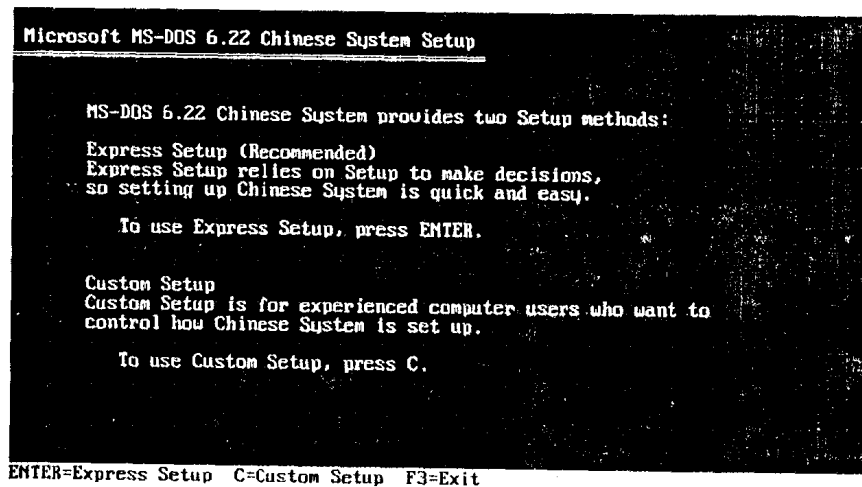 Microsoft MS-DOS 6.22 Chinese System Setup
MS-DOS 6.22 Chinese System provides two Setup methods:
Express Setup (Recommended)
Express Setup relies on Setup to make decisions,
so setting up Chinese System is quick and easy.
To use Express Setup, press ENTER.
Custom Setup
Custom Setup is for experienced computer users who want to
control how Chinese System is set up.
To use Custom Setup, press C.
ENTER=Express Setup C=Custom Setup F3=Exit